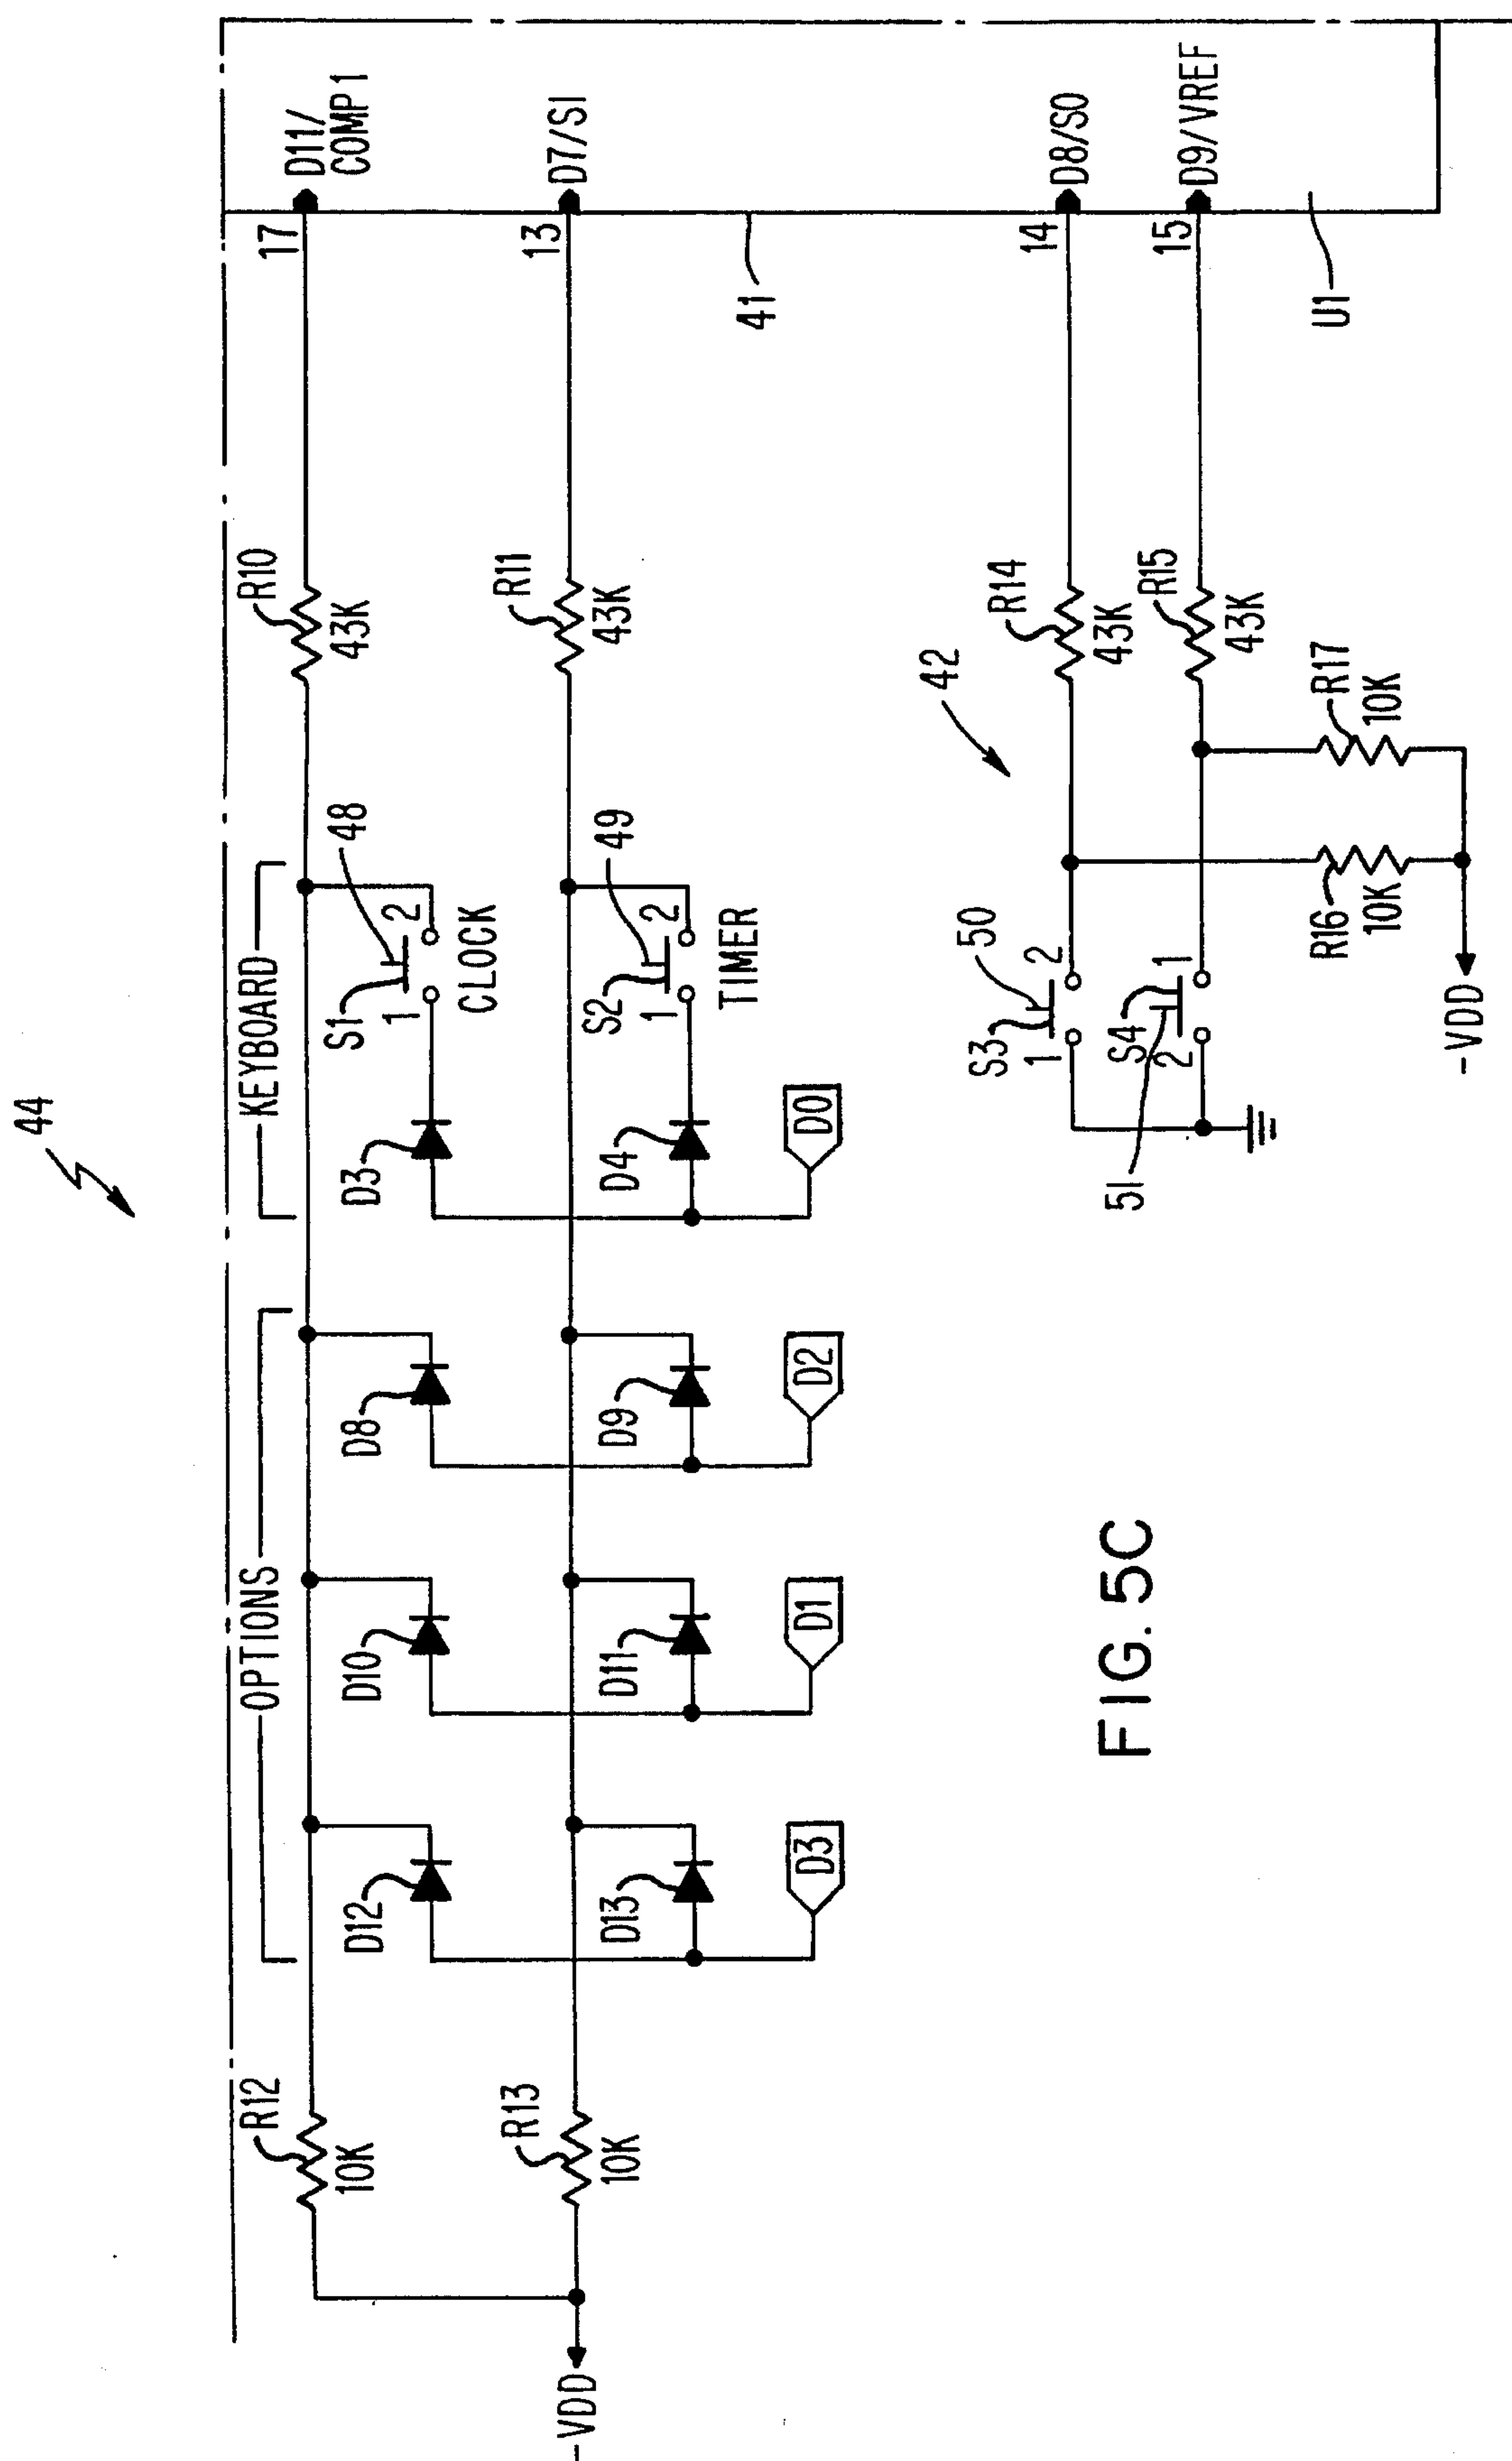 44
OPTIONS
KEYBOARD
R12
10K
D12
D10
D8
D3
S1
1
2
48
CLOCK
R10
43K
17
D11/
COMP 1
-VDD
R13
10K
D13
D11
D9
D4
S2
1
2
49
TIMER
R11
43K
13
D7/SI
D3
D1
D2
D0
41
42
S3
1
2
50
R14
43K
14
D8/SO
51
S4
2
1
R15
43K
15
D9/VREF
R16
10K
R17
10K
-VDD
U1
FIG. 5C